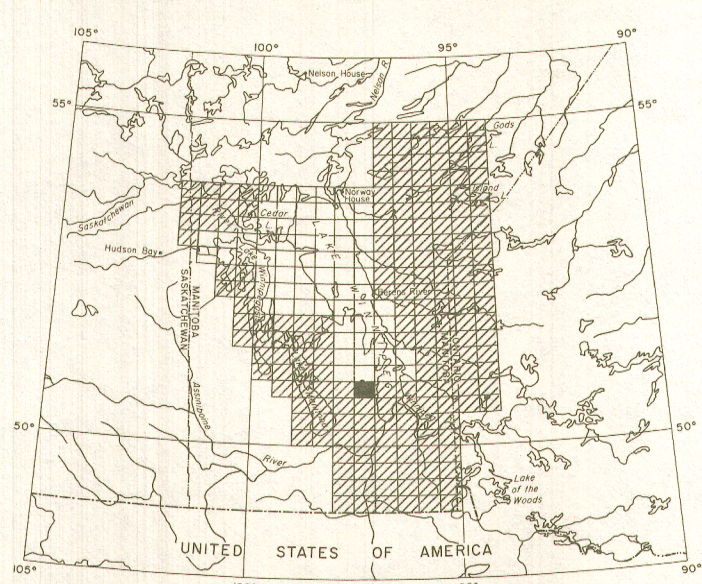 105°
100°
95°
90°
Nelson House
Nelson R.
55°
55°
Gods
L.
Island
L.
Norway
House
Cedar
L.
Saskatchewan
LAKE
Hudson Bay
Berens River
WINNIPEG
MANITOBA
SASKATCHEWAN
ONTARIO
MANITOBA
Assiniboine
River
50°
50°
Lake
of the
Woods
UNITED STATES OF AMERICA
105°
90°